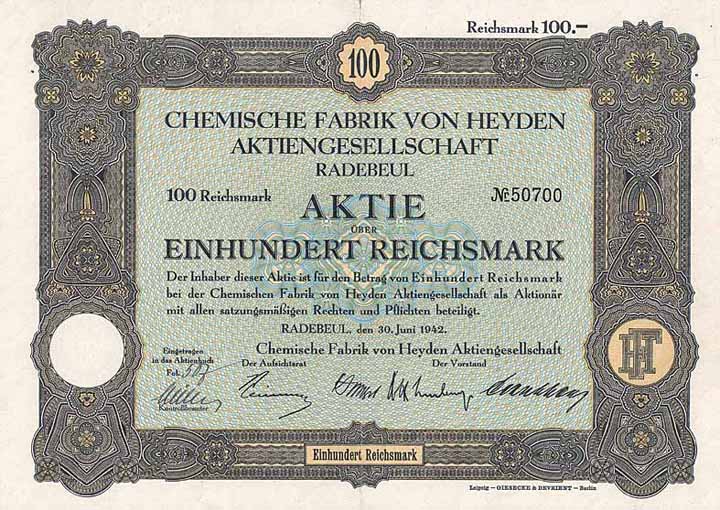 Reichsmark 100.—
100
CHEMISCHE FABRIK VON HEYDEN
AKTIENGESELLSCHAFT
RADEBEUL
100 Reichsmark
№ 50700
AKTIE
ÜBER
EINHUNDERT REICHSMARK
Der Inhaber dieser Aktie ist für den Betrag von Einhundert Reichsmark
bei der Chemischen Fabrik von Heyden Aktiengesellschaft als Aktionär
mit allen satzungsmäßigen Rechten und Pflichten beteiligt.
RADEBEUL, den 30. Juni 1942.
Eingetragen
in das Aktienbuch
Fol.
Kontrollbeamter
Chemische Fabrik von Heyden Aktiengesellschaft
Der Aufsichtsrat
Der Vorstand
Einhundert Reichsmark
Leipzig — GIESECKE & DEVRIENT — Berlin